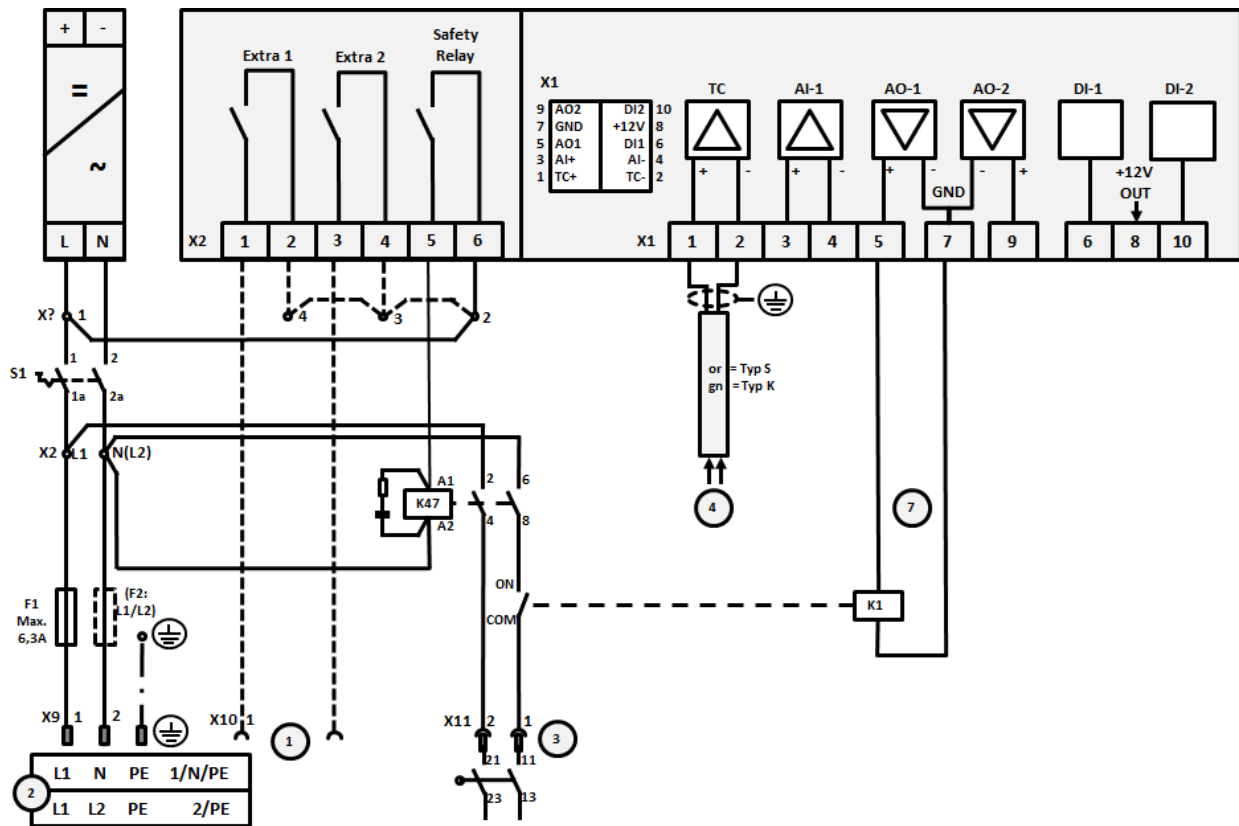 + -
=
~
L N
Extra 1
Extra 2
Safety
Relay
X2 1 2 3 4 5 6
X1
9 AO2 DI2 10
7 GND +12V 8
5 AO1 DI1 6
3 AI+ AI- 4
1 TC+ TC- 2
TC
AI-1
AO-1
AO-2
DI-1
DI-2
+ - + - + - - +
GND
+12V
OUT
X1 1 2 3 4 5 7 9 6 8 10
X? 1
4 3 2
1 2
S1
1a 2a
or = Typ S
gn = Typ K
X2 L1 N(L2)
A1
K47
A2
2 6
4 8
4
7
ON
COM
K1
F1
Max.
6,3A
(F2:
L1/L2)
X9 1 2
X10 1
1
X11 2 1
3
21 11
23 13
2
L1 N PE 1/N/PE
L1 L2 PE 2/PE